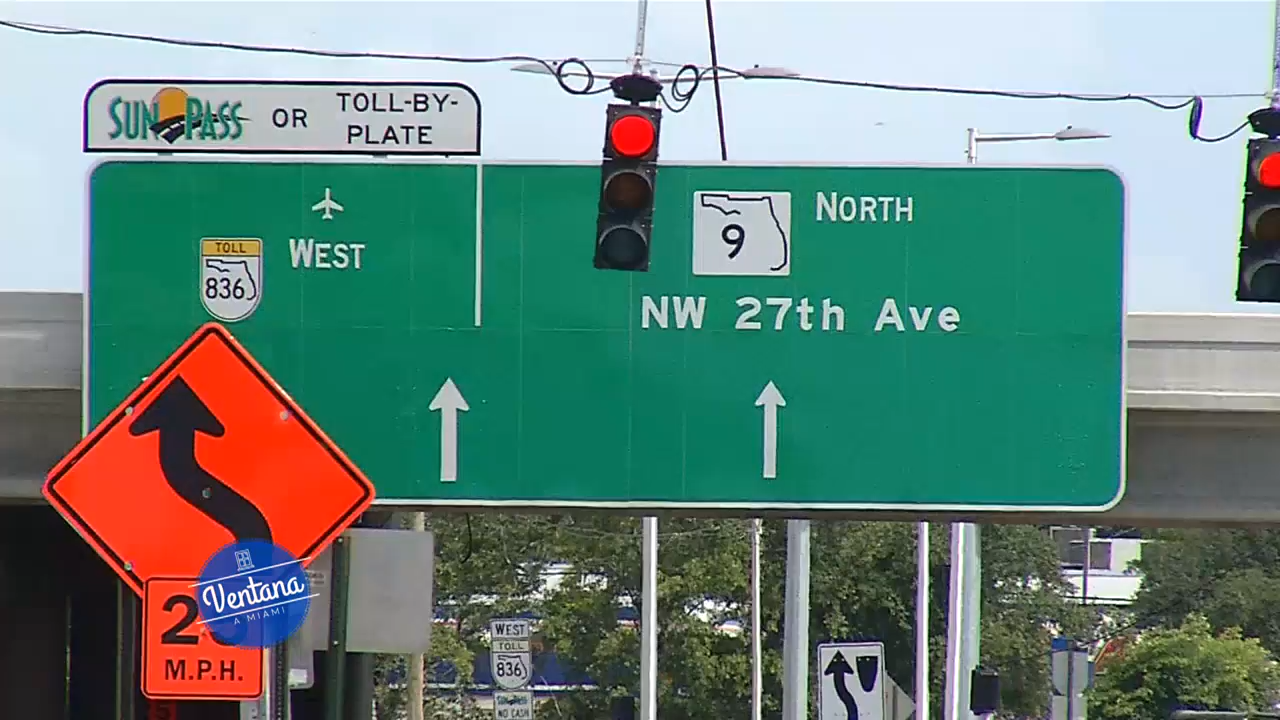 SUNPASS OR TOLL-BY-PLATE
NORTH
9
WEST
TOLL
836
NW 27th Ave
M.P.H.
Ventana
A MIAMI
WEST
TOLL
836
SUNPASS
NO CASH